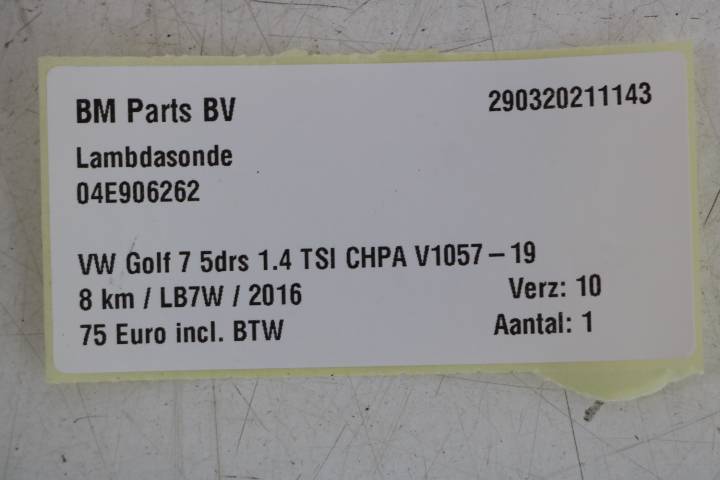 BM Parts BV 290320211143
Lambdasonde
04E906262
VW Golf 7 5drs 1.4 TSI CHPA V1057 – 19
8 km / LB7W / 2016 Verz: 10
75 Euro incl. BTW Aantal: 1